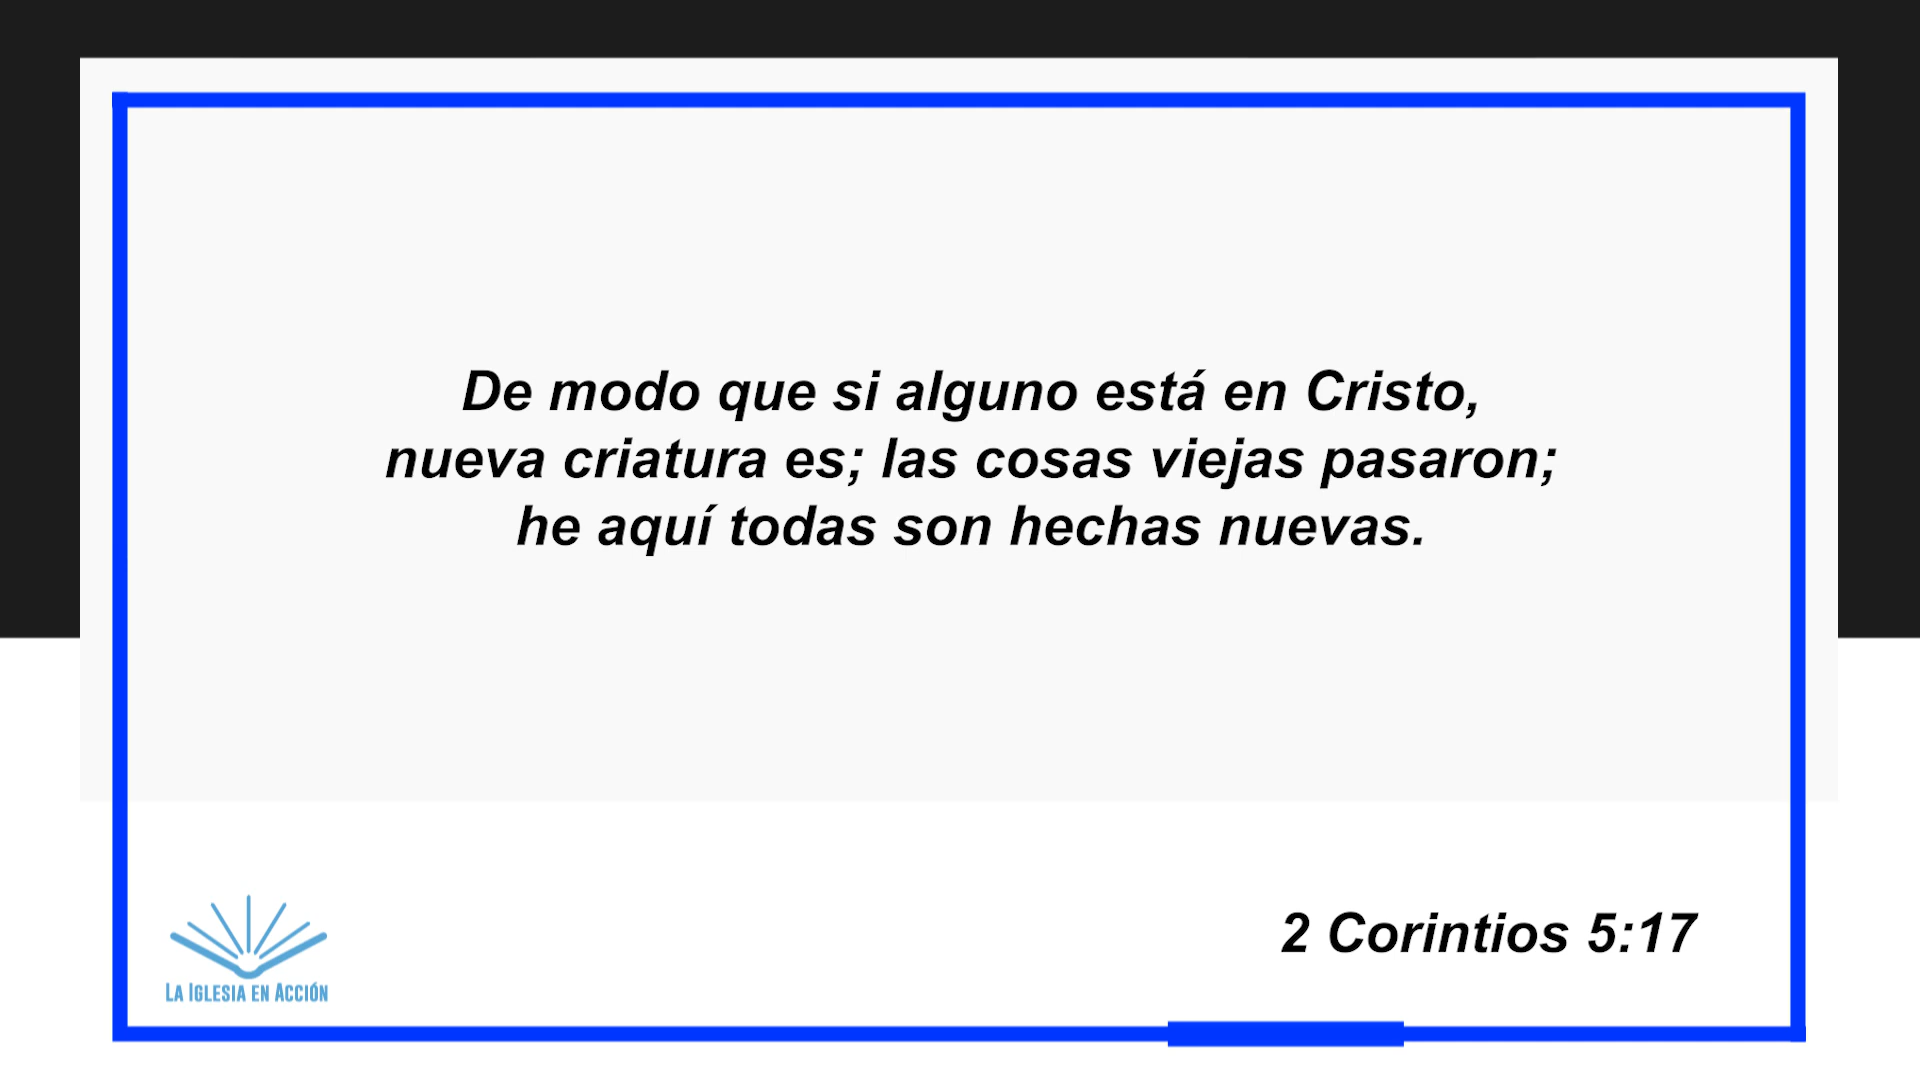 De modo que si alguno está en Cristo,
nueva criatura es; las cosas viejas pasaron;
he aquí todas son hechas nuevas.
2 Corintios 5:17
LA IGLESIA EN ACCIÓN